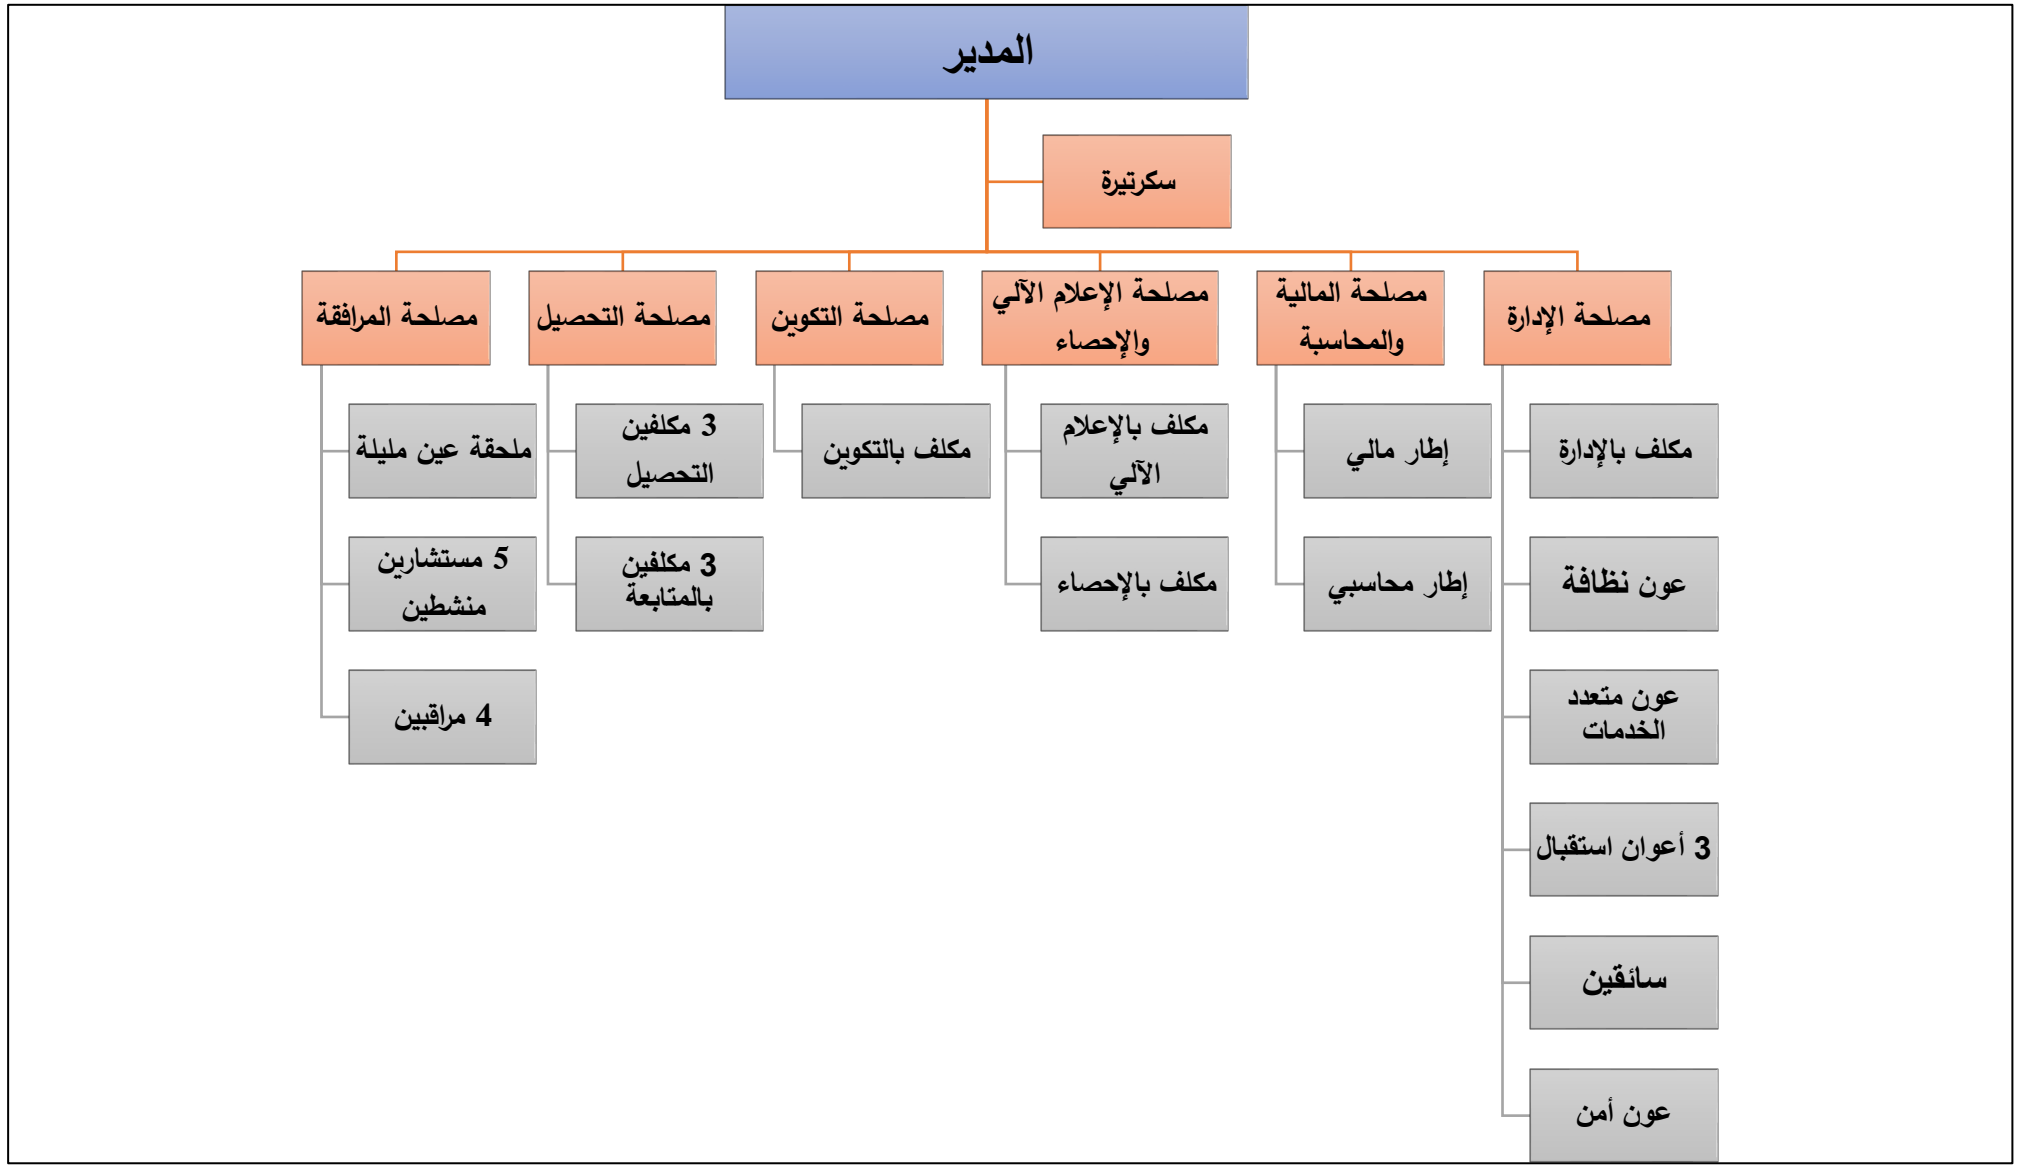 المدير
سكرتيرة
مصلحة الإدارة
مصلحة المالية
والمحاسبة
مصلحة الإعلام الآلي
والإحصاء
مصلحة التكوين
مصلحة التحصيل
مصلحة المرافقة
مكلف بالإدارة
عون نظافة
عون متعدد
الخدمات
3 أعوان استقبال
سائقين
عون أمن
إطار مالي
إطار محاسبي
مكلف بالإعلام
الآلي
مكلف بالإحصاء
مكلف بالتكوين
3 مكلفين
التحصيل
3 مكلفين
بالمتابعة
ملحقة عين مليلة
5 مستشارين
منشطين
4 مراقبين